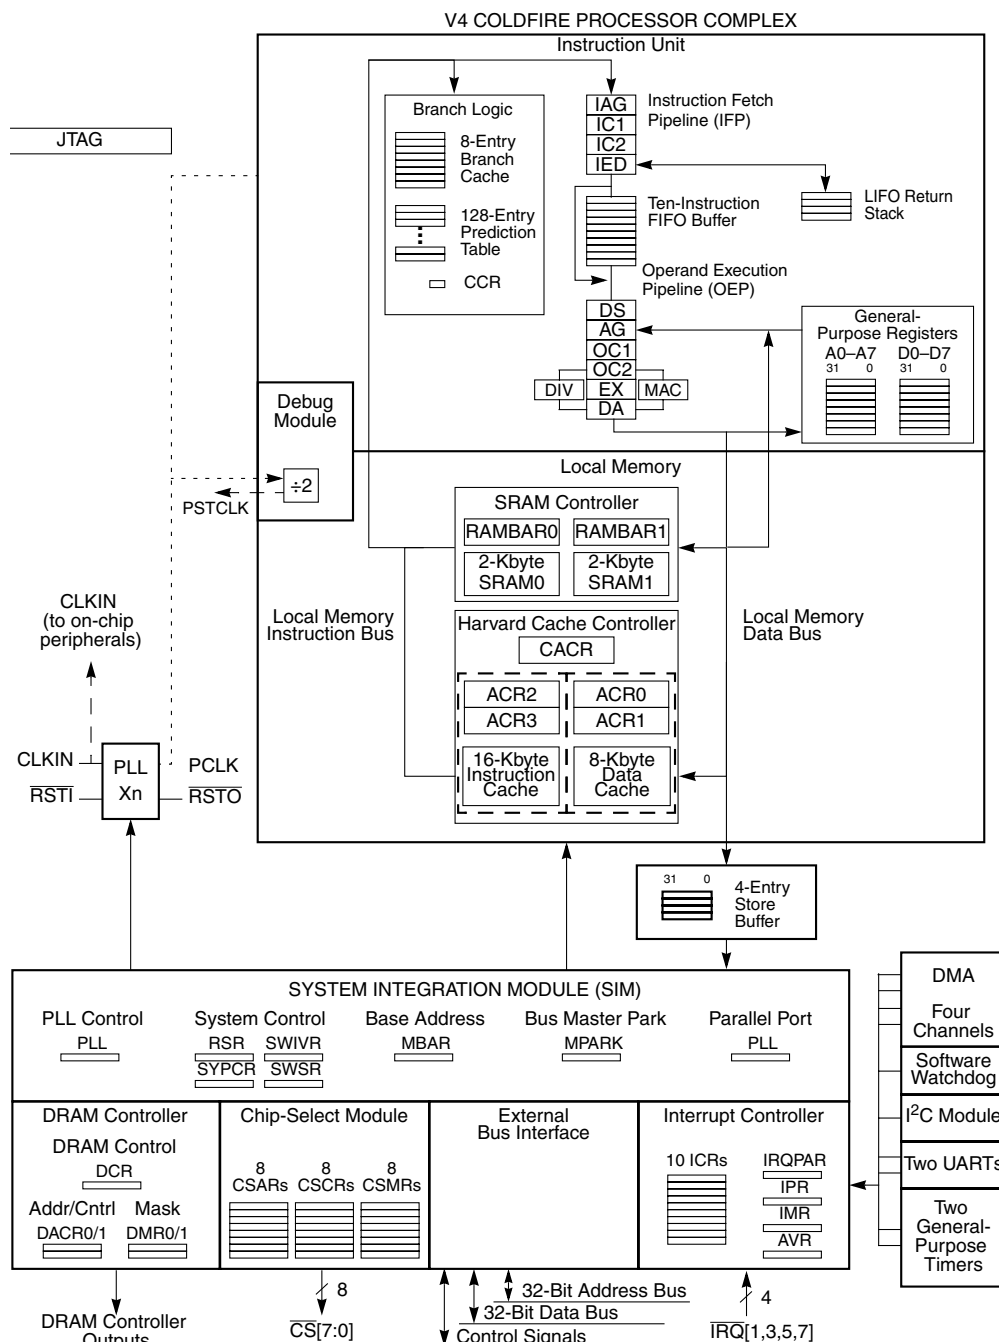 V4 COLDFIRE PROCESSOR COMPLEX
Instruction Unit
Branch Logic
8-Entry
Branch
Cache
128-Entry
Prediction
Table
CCR
IAG
IC1
IC2
IED
Instruction Fetch
Pipeline (IFP)
Ten-Instruction
FIFO Buffer
LIFO Return
Stack
Operand Execution
Pipeline (OEP)
DS
AG
OC1
OC2
EX
DA
DIV
MAC
General-
Purpose Registers
A0–A7 D0–D7
31 0 31 0
JTAG
Debug
Module
÷2
PSTCLK
Local Memory
SRAM Controller
RAMBAR0 RAMBAR1
2-Kbyte
SRAM0
2-Kbyte
SRAM1
Local Memory
Instruction Bus
Local Memory
Data Bus
Harvard Cache Controller
CACR
ACR2 ACR0
ACR3 ACR1
16-Kbyte
Instruction
Cache
8-Kbyte
Data
Cache
CLKIN
(to on-chip
peripherals)
CLKIN
RSTI
PLL
Xn
PCLK
RSTO
31 0
4-Entry
Store
Buffer
SYSTEM INTEGRATION MODULE (SIM)
PLL Control
PLL
System Control
RSR SWIVR
SYPCR SWSR
Base Address
MBAR
Bus Master Park
MPARK
Parallel Port
PLL
DMA
Four
Channels
Software
Watchdog
I²C Module
Two UARTs
Two
General-
Purpose
Timers
DRAM Controller
DRAM Control
DCR
Addr/Cntrl Mask
DACR0/1 DMR0/1
Chip-Select Module
8
CSARs
8
CSCRs
8
CSMRs
External
Bus Interface
Interrupt Controller
10 ICRs
IRQPAR
IPR
IMR
AVR
DRAM Controller
Outputs
8
CS[7:0]
32-Bit Address Bus
32-Bit Data Bus
Control Signals
4
IRQ[1,3,5,7]